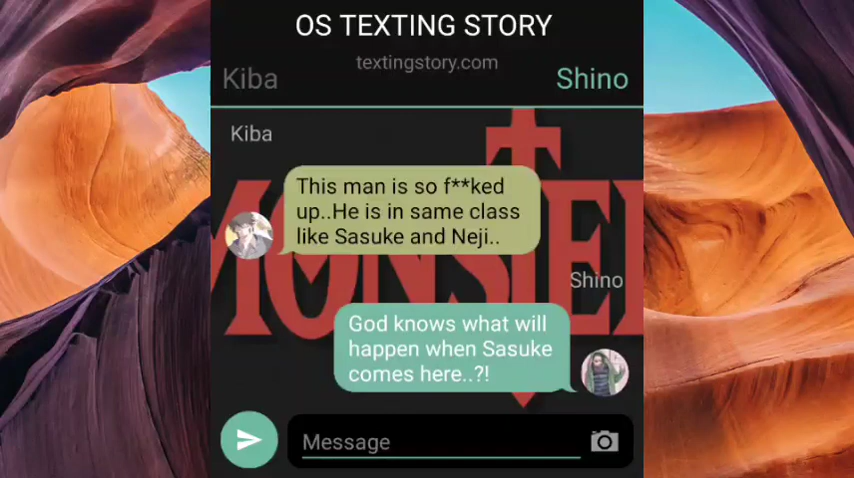 OS TEXTING STORY
textingstory.com
Kiba
Shino
Kiba
MONSTER
This man is so f**ked
up..He is in same class
like Sasuke and Neji..
Shino
God knows what will
happen when Sasuke
comes here..?!
Message